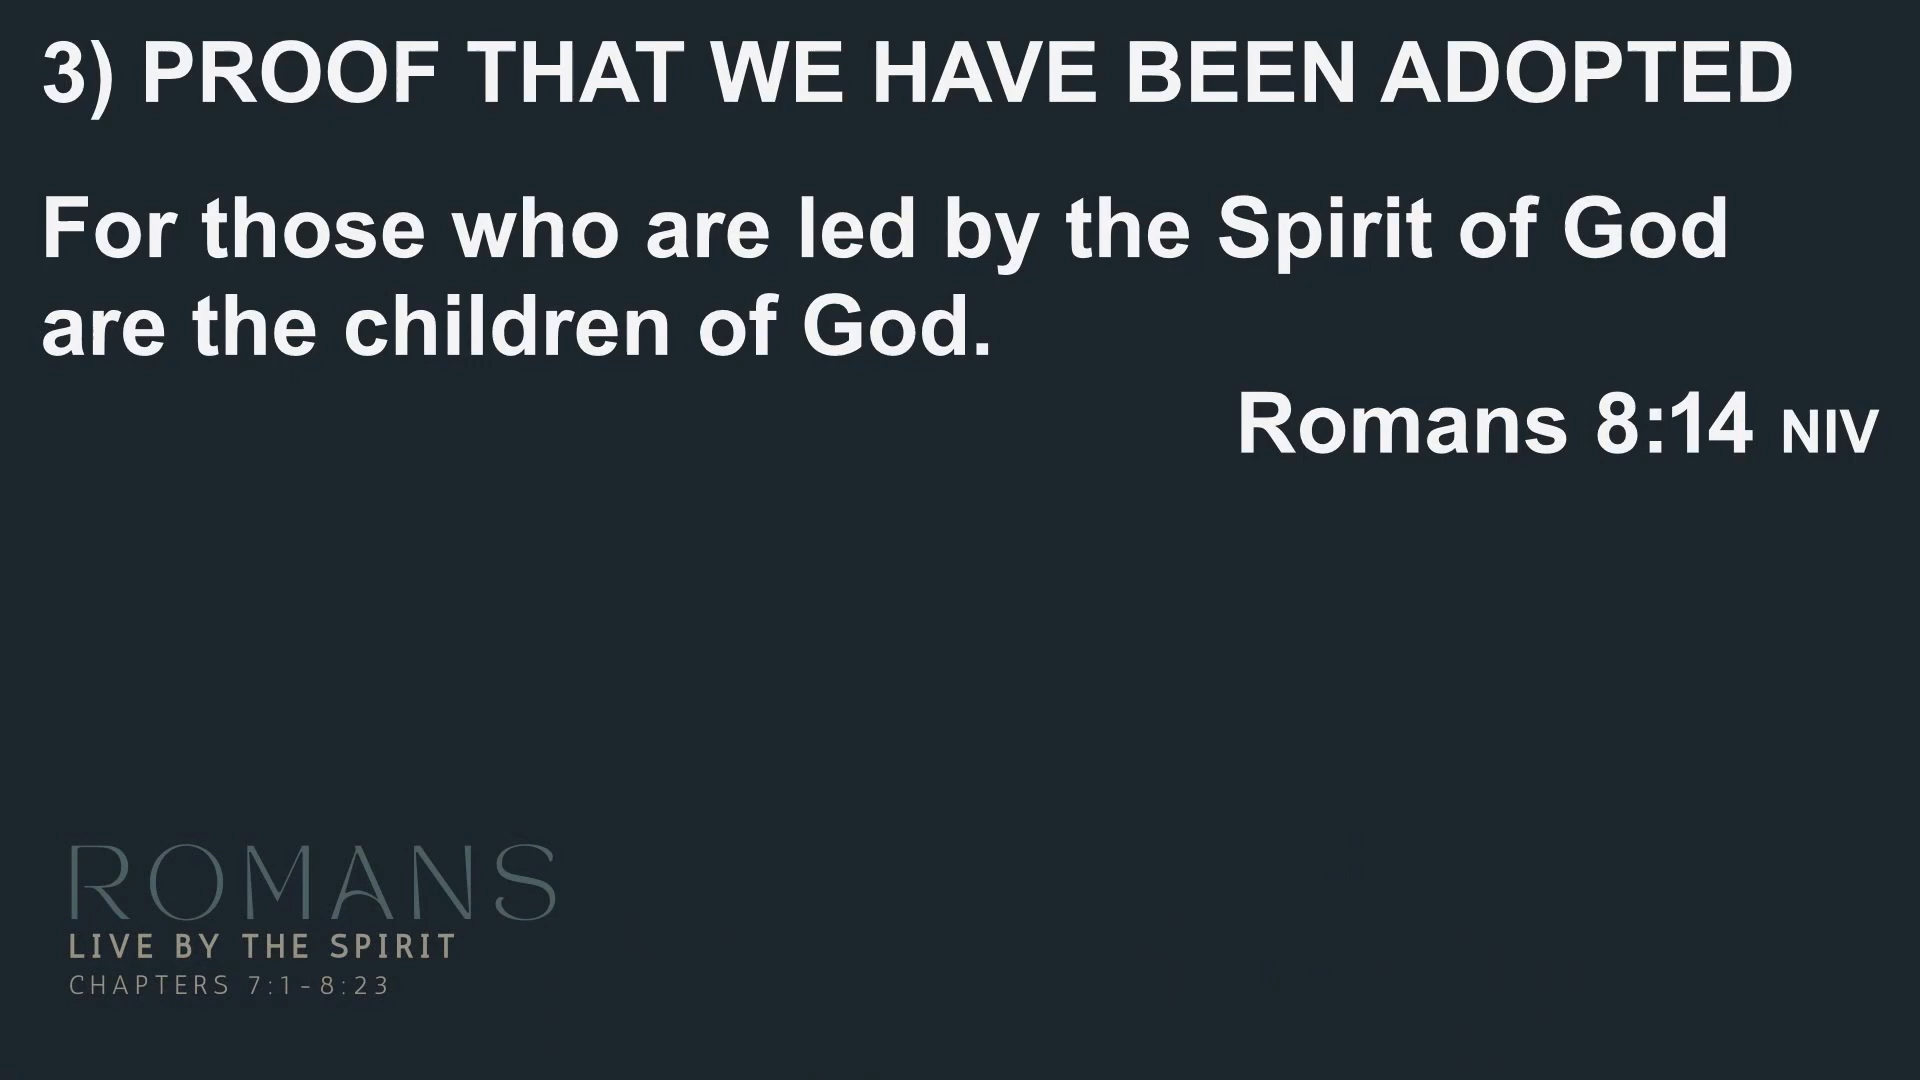 3) PROOF THAT WE HAVE BEEN ADOPTED
For those who are led by the Spirit of God
are the children of God.
Romans 8:14 NIV
ROMANS
LIVE BY THE SPIRIT
CHAPTERS 7:1-8:23